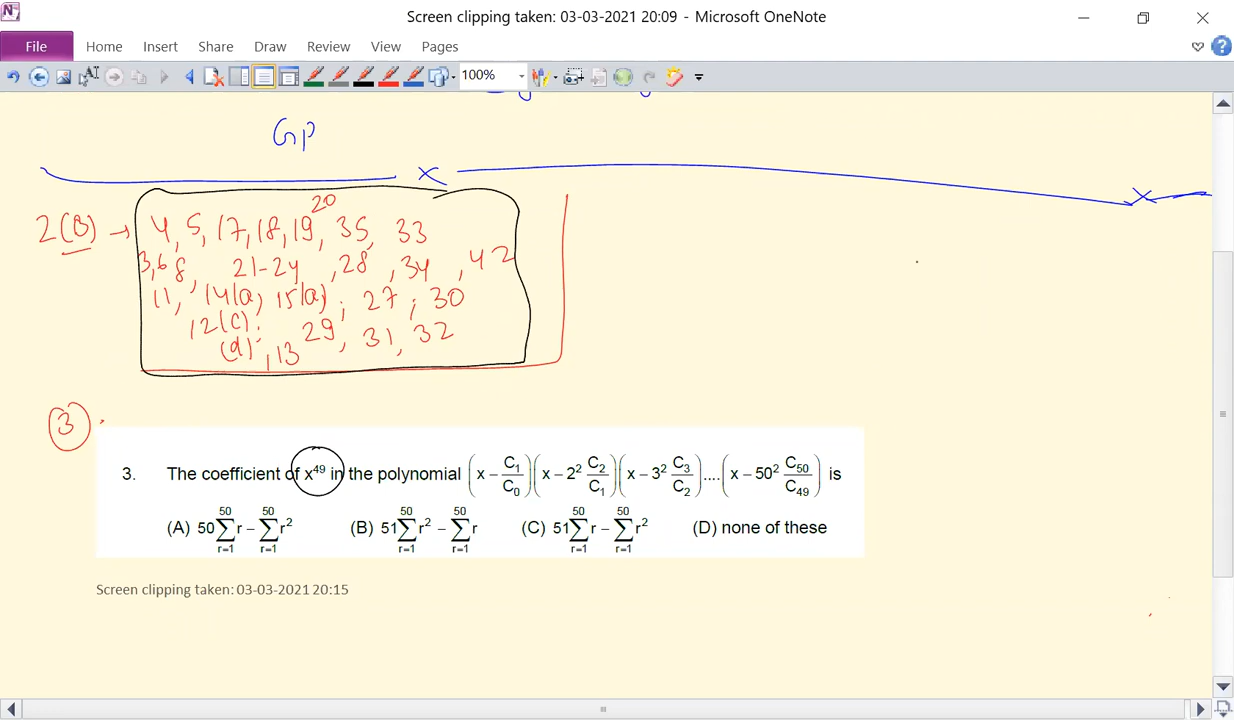 Screen clipping taken: 03-03-2021 20:09 - Microsoft OneNote
File Home Insert Share Draw Review View Pages
100%
GP
2(B) → 4, 5, 17, 18, 19, 20, 35, 33
3, 6 8, 21-24, 28, 34, 42
11, 14(a, 15(a), 27, 30
12(c), 29, 31, 32
(d), 13
3
3. The coefficient of x⁴⁹ in the polynomial (x − C₁/C₀)(x − 2² C₂/C₁)(x − 3² C₃/C₂)....(x − 50² C₅₀/C₄₉) is
(A) 50∑_{r=1}^{50} r − ∑_{r=1}^{50} r² (B) 51∑_{r=1}^{50} r² − ∑_{r=1}^{50} r (C) 51∑_{r=1}^{50} r − ∑_{r=1}^{50} r² (D) none of these
Screen clipping taken: 03-03-2021 20:15